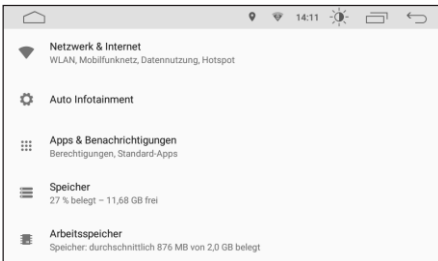 14:11
Netzwerk & Internet
WLAN, Mobilfunknetz, Datennutzung, Hotspot
Auto Infotainment
Apps & Benachrichtigungen
Berechtigungen, Standard-Apps
Speicher
27 % belegt – 11,68 GB frei
Arbeitsspeicher
Speicher: durchschnittlich 876 MB von 2,0 GB belegt